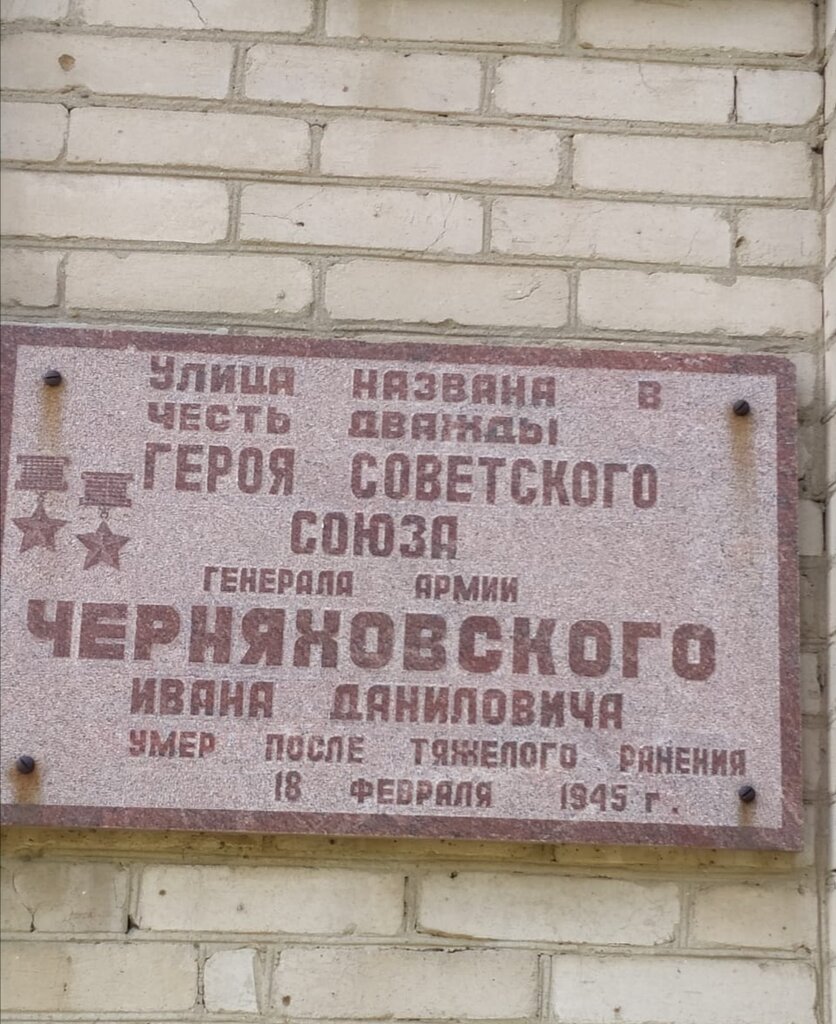 УЛИЦА НАЗВАНА В
ЧЕСТЬ ДВАЖДЫ
ГЕРОЯ СОВЕТСКОГО
СОЮЗА
ГЕНЕРАЛА АРМИИ
ЧЕРНЯХОВСКОГО
ИВАНА ДАНИЛОВИЧА
УМЕР ПОСЛЕ ТЯЖЕЛОГО РАНЕНИЯ
18 ФЕВРАЛЯ 1945 г.